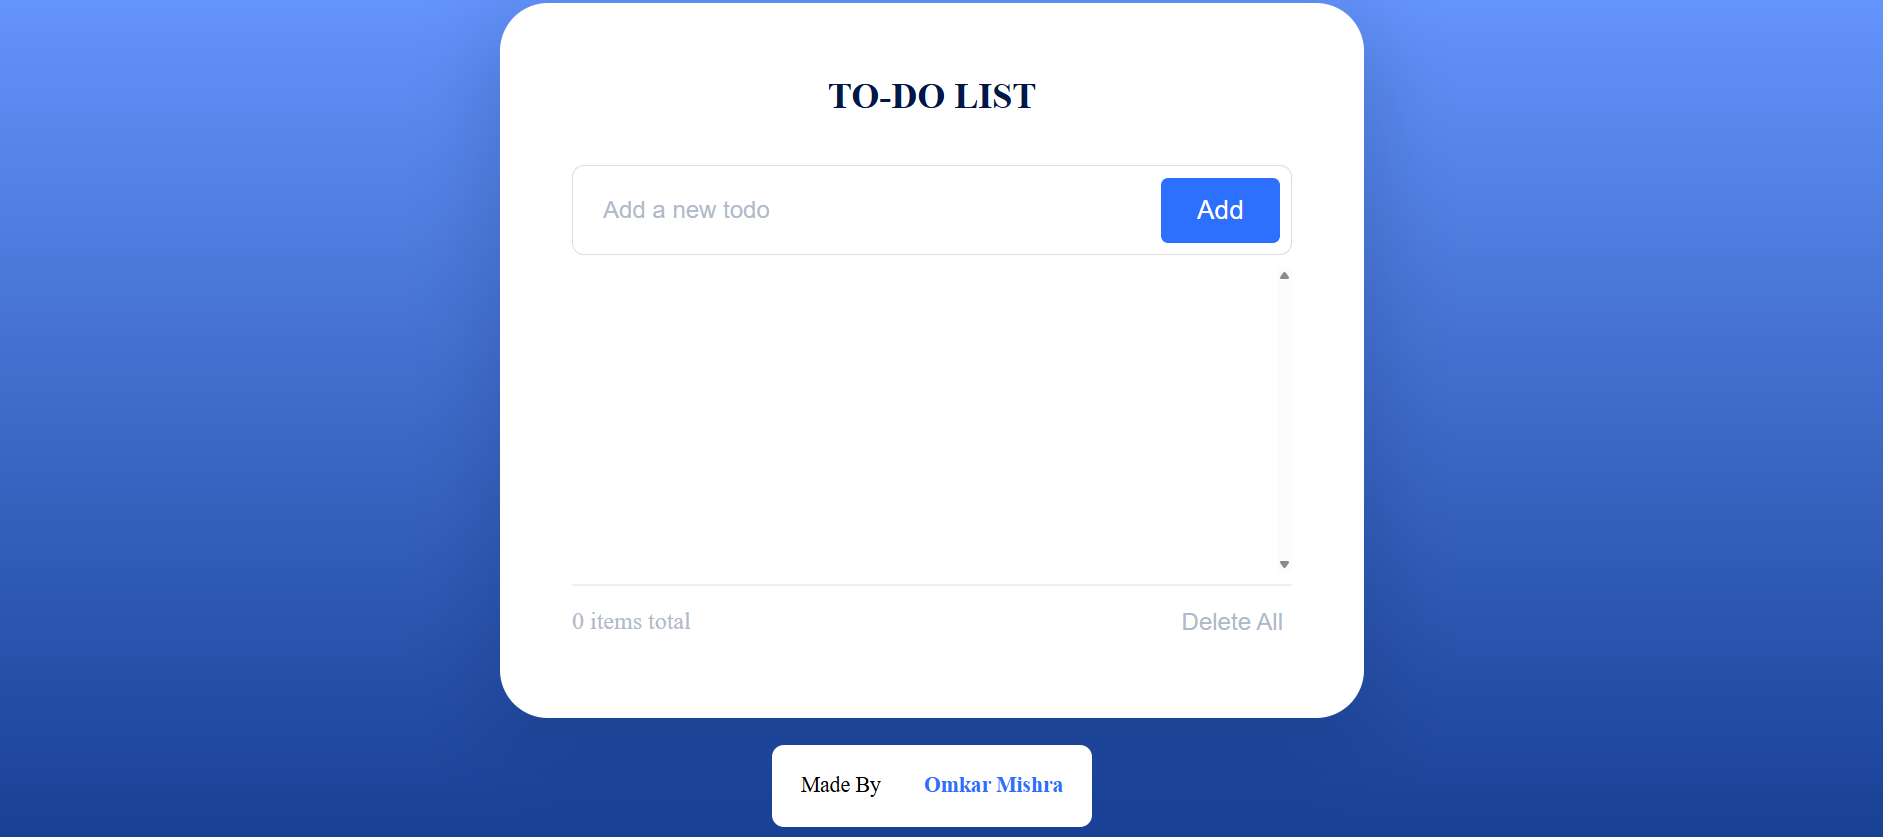 TO-DO LIST
Add a new todo
Add
0 items total
Delete All
Made By Omkar Mishra